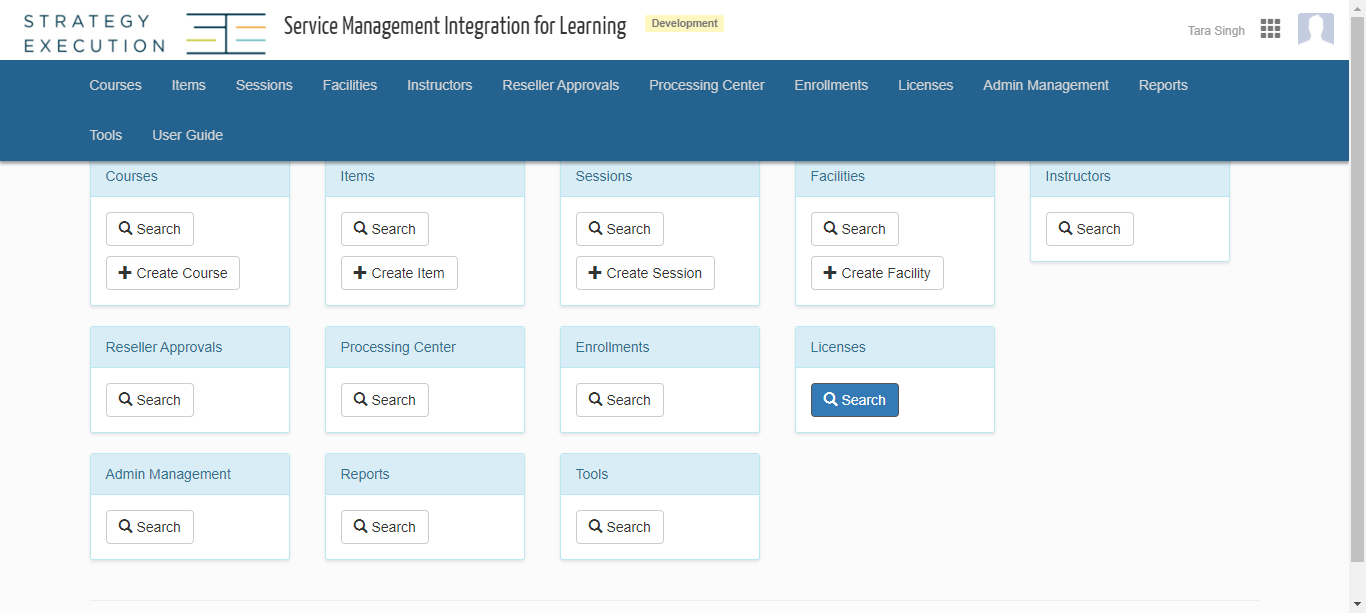 STRATEGY
EXECUTION
Service Management Integration for Learning
Development
Tara Singh
Courses Items Sessions Facilities Instructors Reseller Approvals Processing Center Enrollments Licenses Admin Management Reports
Tools User Guide
Courses Items Sessions Facilities Instructors
Search Search Search Search Search
Create Course Create Item Create Session Create Facility
Reseller Approvals Processing Center Enrollments Licenses
Search Search Search Search
Admin Management Reports Tools
Search Search Search